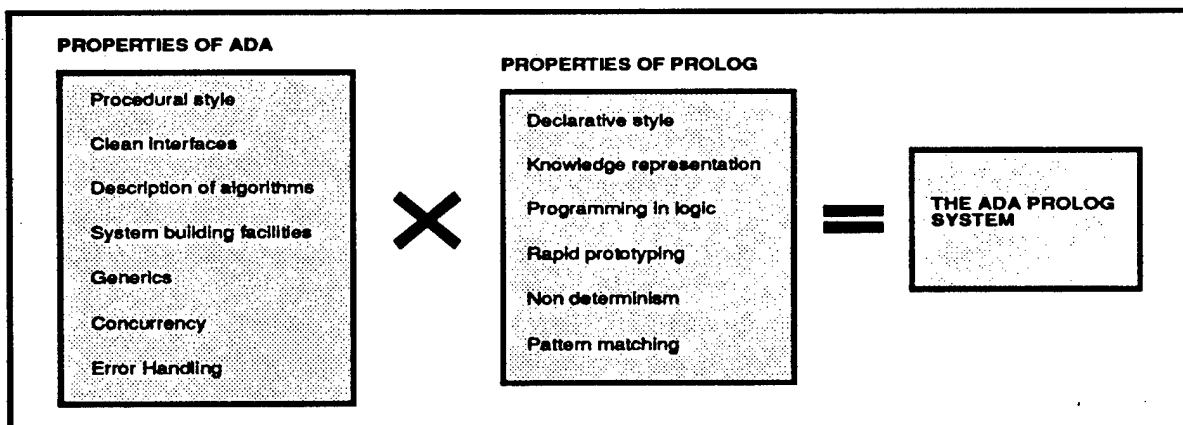 PROPERTIES OF ADA
Procedural style
Clean Interfaces
Description of algorithms
System building facilities
Generics
Concurrency
Error Handling
PROPERTIES OF PROLOG
Declarative style
Knowledge representation
Programming in logic
Rapid prototyping
Non determinism
Pattern matching
THE ADA PROLOG
SYSTEM